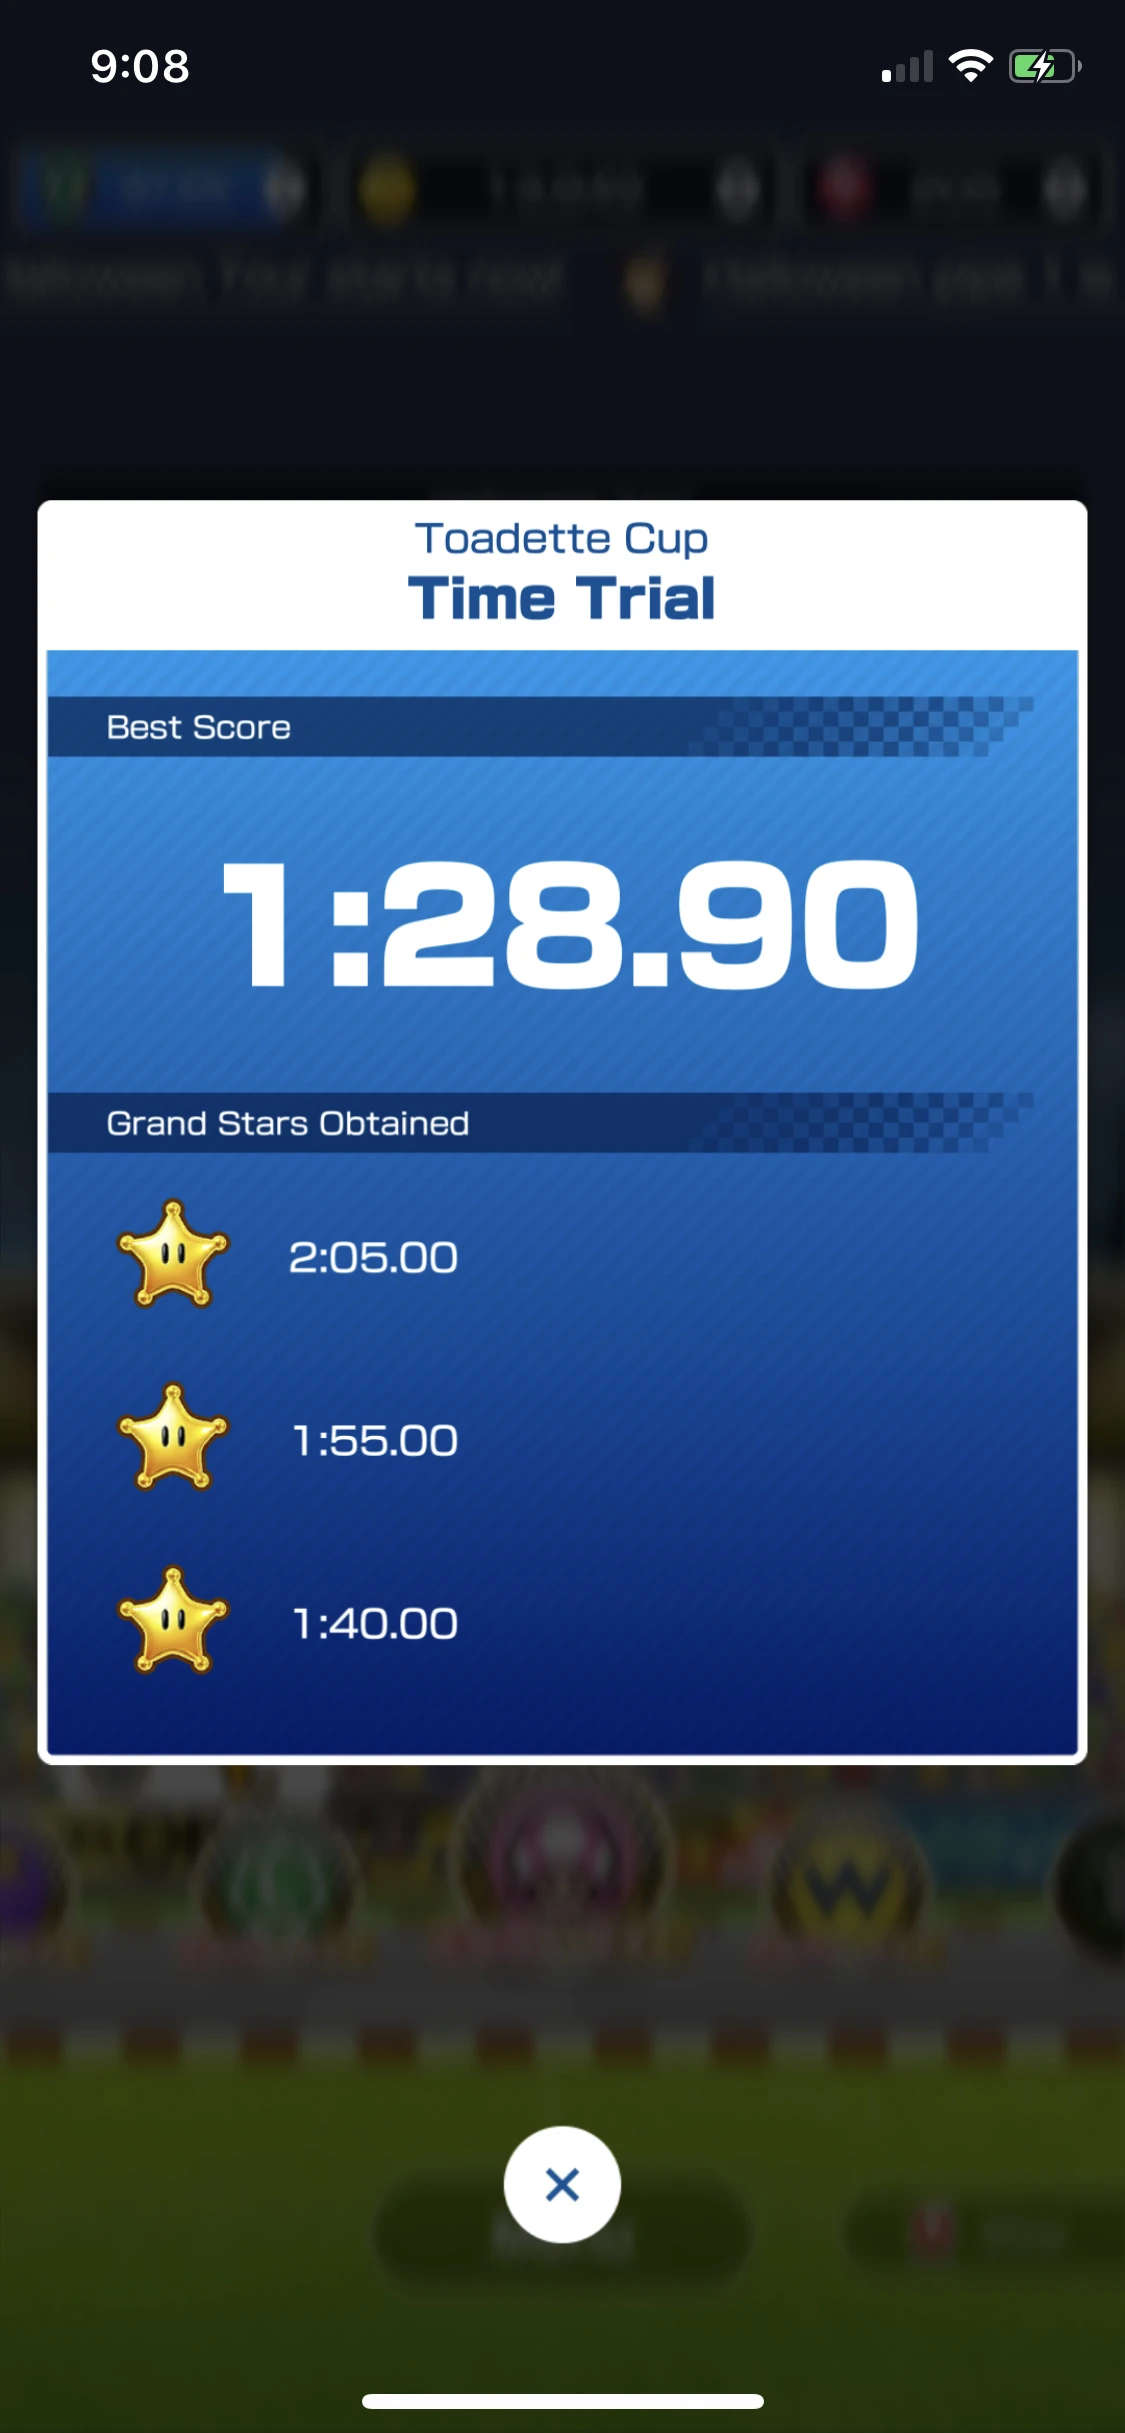 9:08
Toadette Cup
Time Trial
Best Score
1:28.90
Grand Stars Obtained
2:05.00
1:55.00
1:40.00